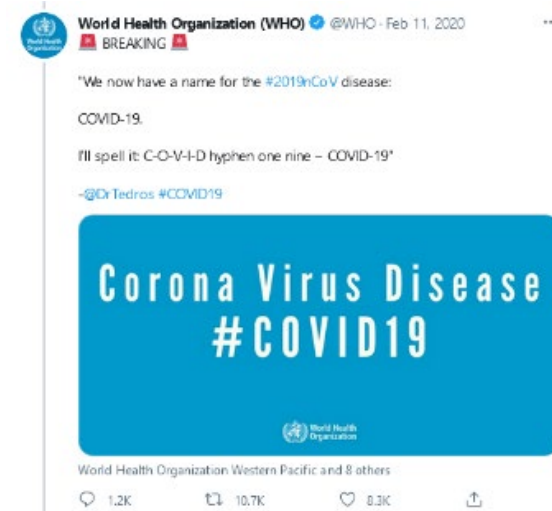 World Health Organization (WHO) @WHO · Feb 11, 2020
🚨 BREAKING 🚨
"We now have a name for the #2019nCoV disease:
COVID-19.
I'll spell it: C-O-V-I-D hyphen one nine – COVID-19"
-@DrTedros #COVID19
Corona Virus Disease
#COVID19
World Health
Organization
World Health Organization Western Pacific and 8 others
1.2K 10.7K 8.3K